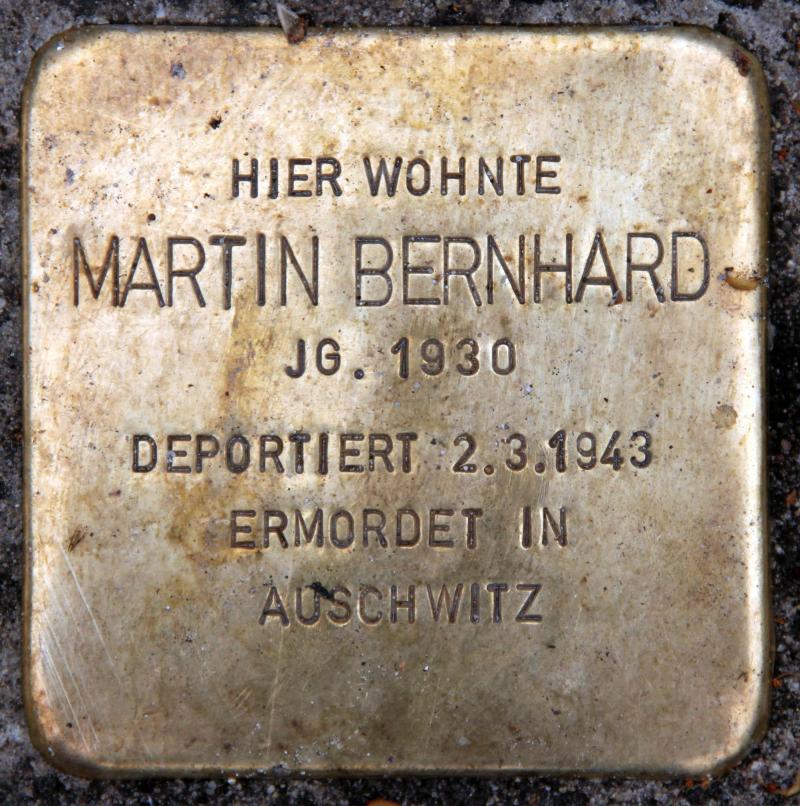 HIER WOHNTE
MARTIN BERNHARD
JG. 1930
DEPORTIERT 2.3.1943
ERMORDET IN
AUSCHWITZ